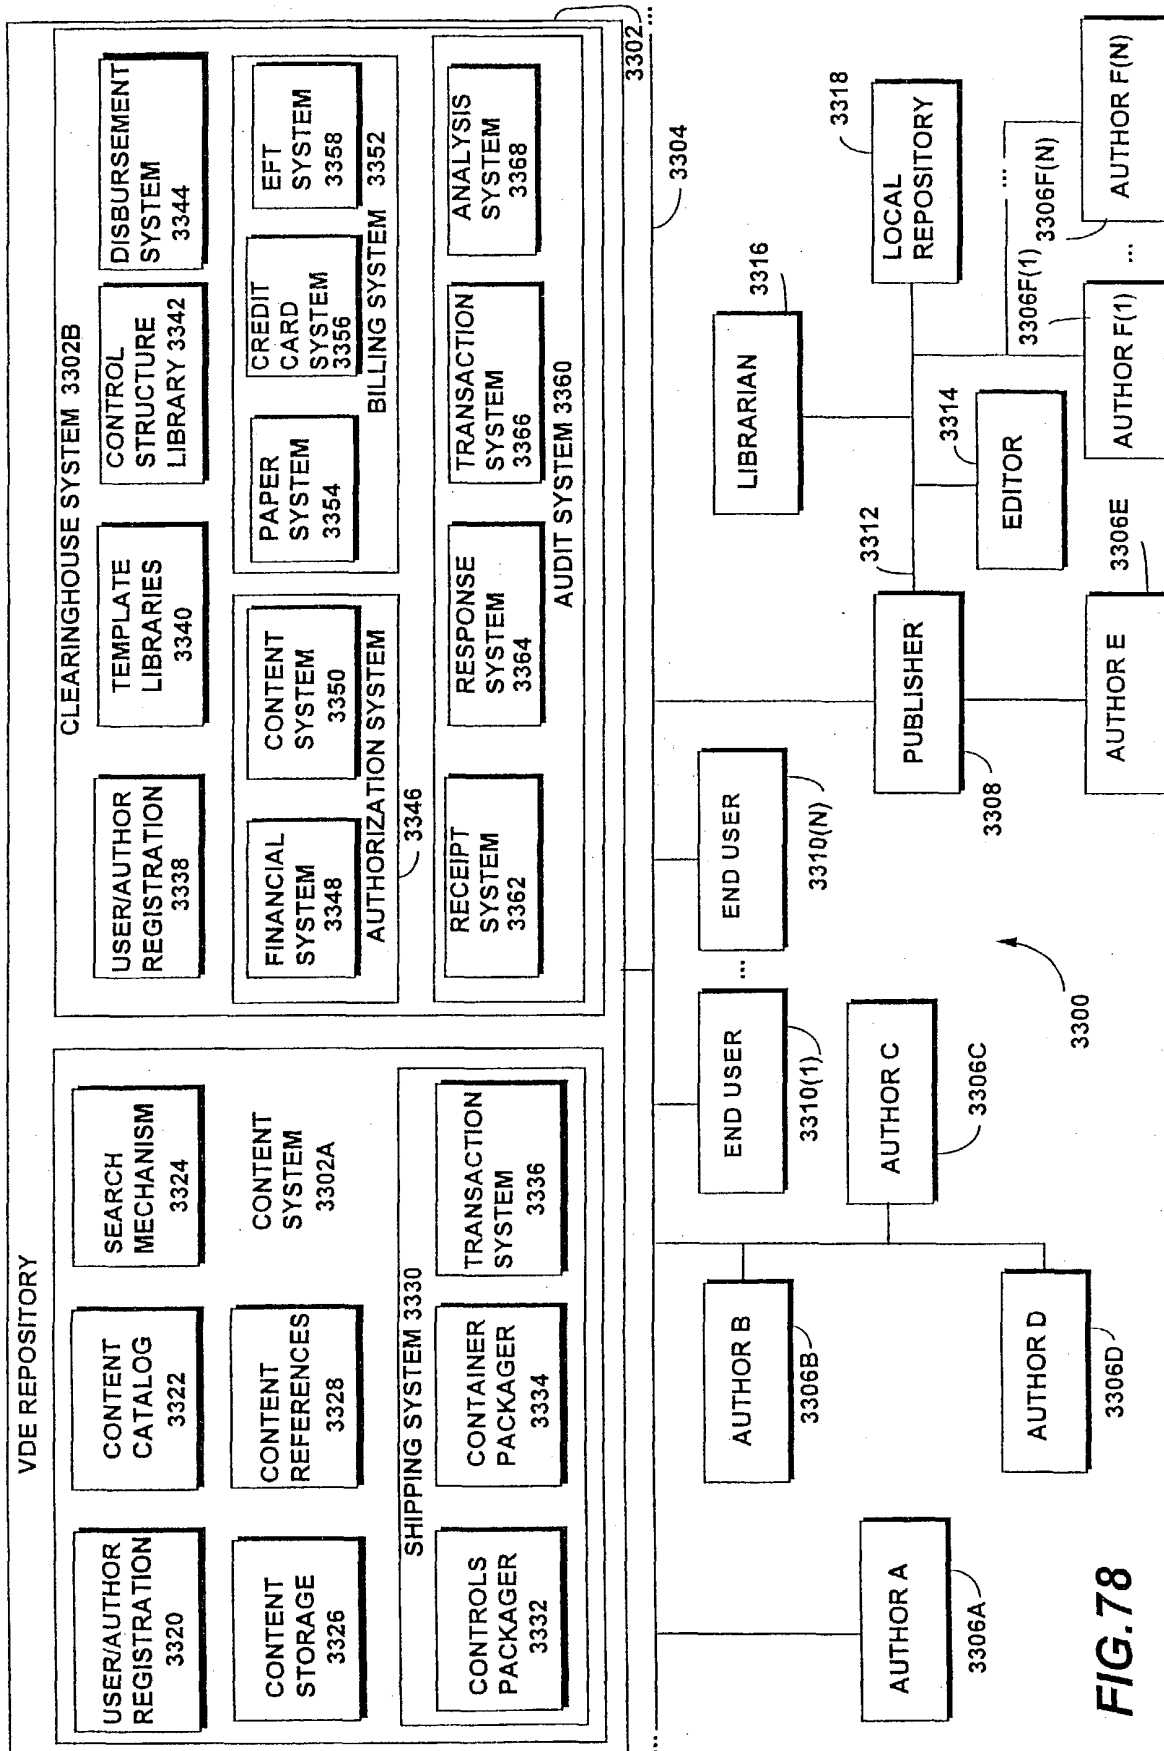 VDE REPOSITORY
USER/AUTHOR
REGISTRATION
3320
CONTENT
CATALOG
3322
SEARCH
MECHANISM
3324
CONTENT
STORAGE
3326
CONTENT
REFERENCES
3328
CONTENT
SYSTEM
3302A
SHIPPING SYSTEM 3330
CONTROLS
PACKAGER
3332
CONTAINER
PACKAGER
3334
TRANSACTION
SYSTEM
3336
CLEARINGHOUSE SYSTEM 3302B
USER/AUTHOR
REGISTRATION
3338
TEMPLATE
LIBRARIES
3340
CONTROL
STRUCTURE
LIBRARY 3342
DISBURSEMENT
SYSTEM
3344
FINANCIAL
SYSTEM
3348
CONTENT
SYSTEM
3350
AUTHORIZATION SYSTEM
3346
PAPER
SYSTEM
3354
CREDIT
CARD
SYSTEM
3356
EFT
SYSTEM
3358
BILLING SYSTEM 3352
RECEIPT
SYSTEM
3362
RESPONSE
SYSTEM
3364
TRANSACTION
SYSTEM
3366
ANALYSIS
SYSTEM
3368
AUDIT SYSTEM 3360
3302
...
...
3304
AUTHOR A
3306A
AUTHOR B
3306B
AUTHOR C
3306C
AUTHOR D
3306D
END USER
3310(1)
...
END USER
3310(N)
3300
PUBLISHER
3308
3312
AUTHOR E
3306E
LIBRARIAN
3316
EDITOR
3314
LOCAL
REPOSITORY
3318
3306F(1)
3306F(N)
...
AUTHOR F(1)
...
AUTHOR F(N)
FIG.78